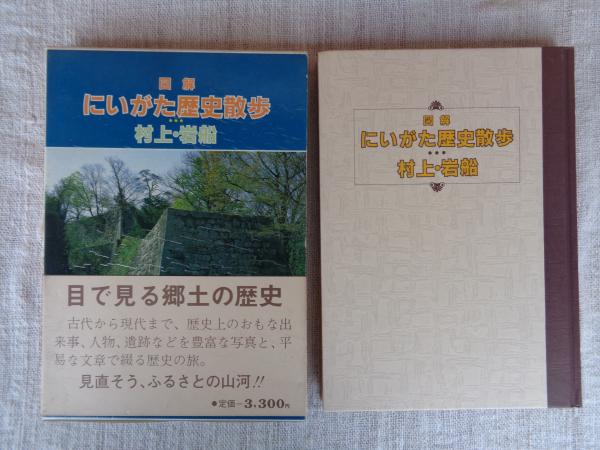 図解
にいがた歴史散歩
村上・岩船
目で見る郷土の歴史
古代から現代まで、歴史上のおもな出
来事、人物、遺跡などを豊富な写真と、平
易な文章で綴る歴史の旅。
見直そう、ふるさとの山河!!
●定価-3,300円
図解
にいがた歴史散歩
村上・岩船